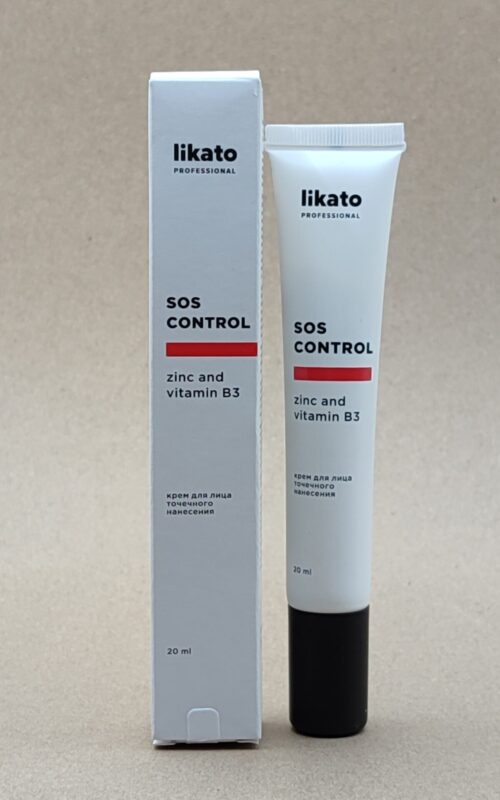 likato
PROFESSIONAL
SOS
CONTROL
zinc and
vitamin B3
крем для лица
точечного
нанесения
20 ml
likato
PROFESSIONAL
SOS
CONTROL
zinc and
vitamin B3
крем для лица
точечного
нанесения
20 ml